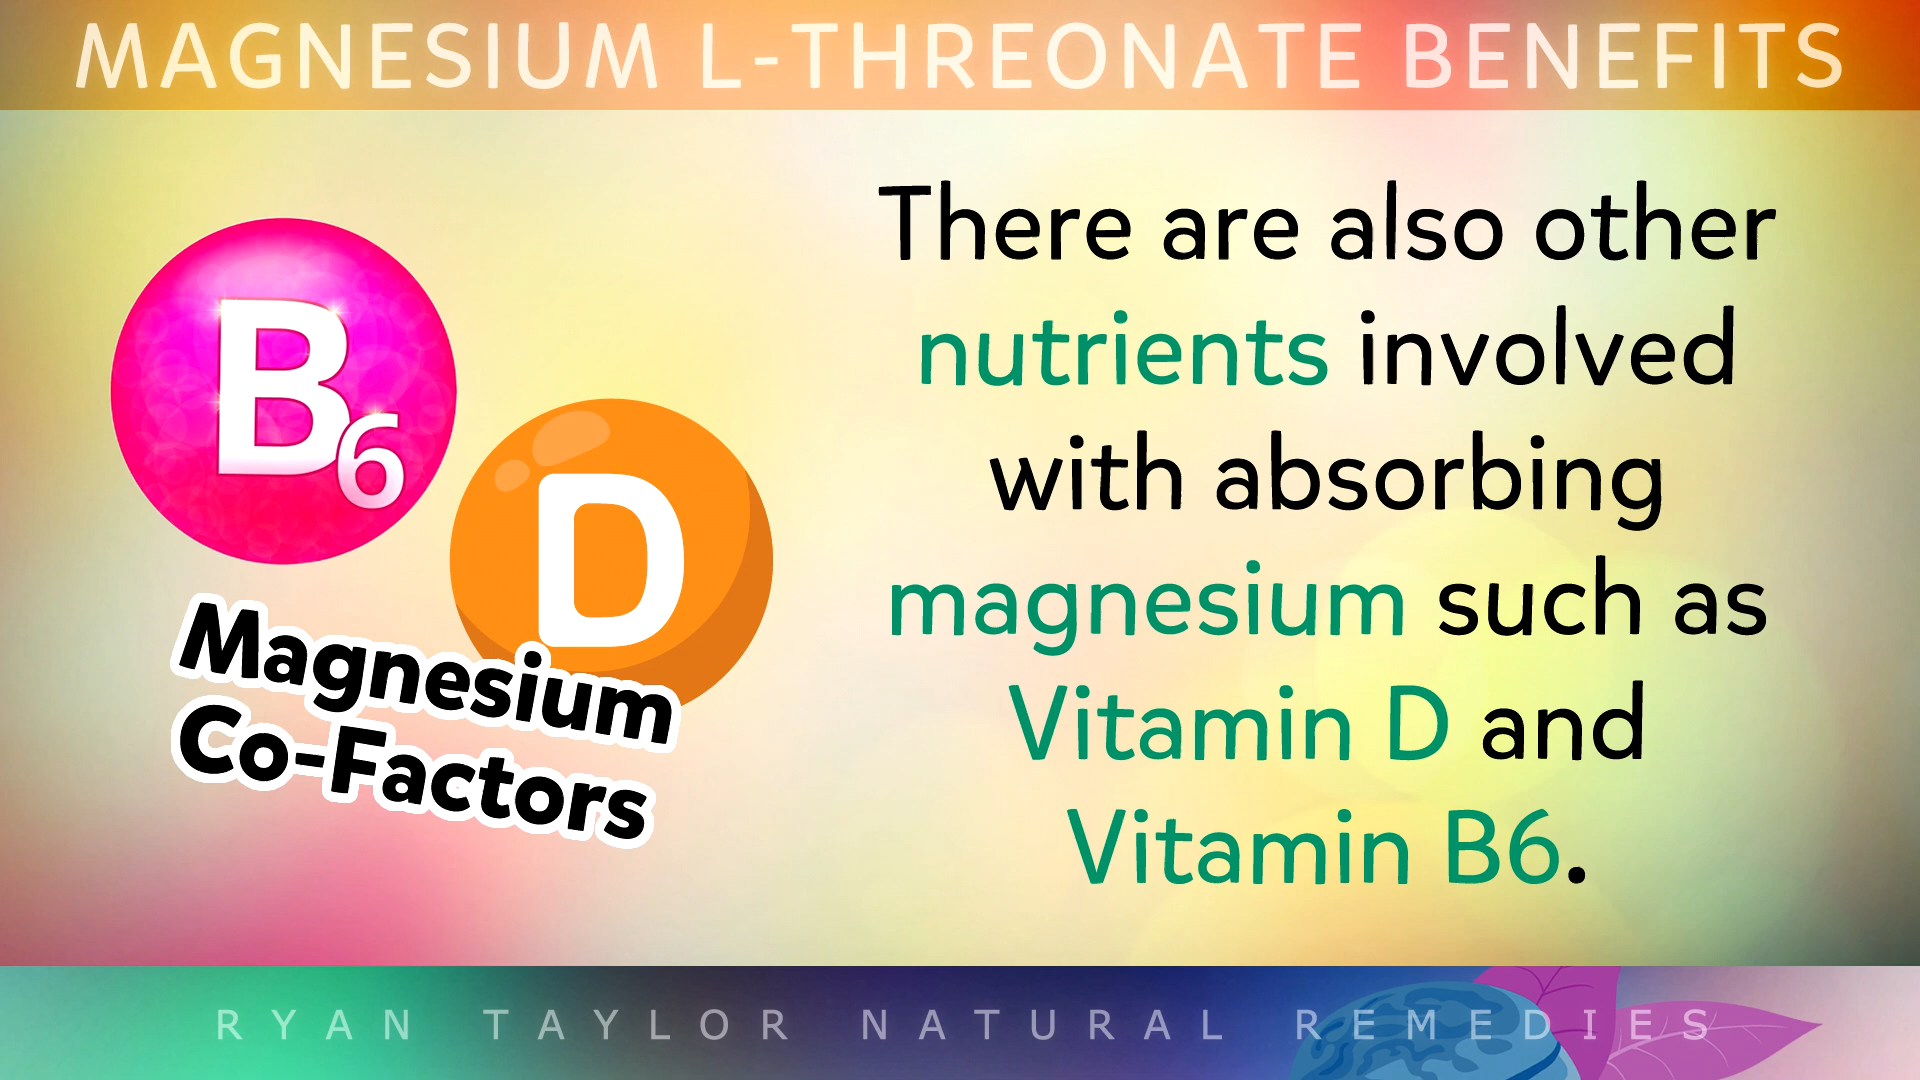 MAGNESIUM L-THREONATE BENEFITS
B6
D
Magnesium
Co-Factors
There are also other
nutrients involved
with absorbing
magnesium such as
Vitamin D and
Vitamin B6.
RYAN TAYLOR NATURAL REMEDIES